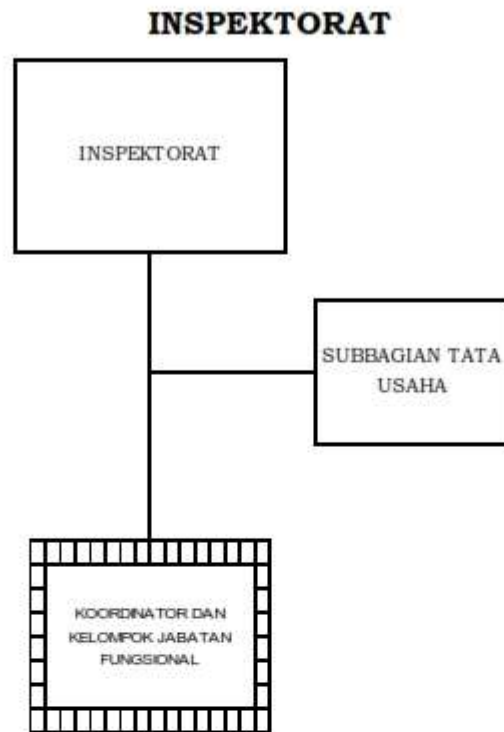 INSPEKTORAT
INSPEKTORAT
SUBBAGIAN TATA
USAHA
KOORDINATOR DAN
KELOMPOK JABATAN
FUNGSIONAL